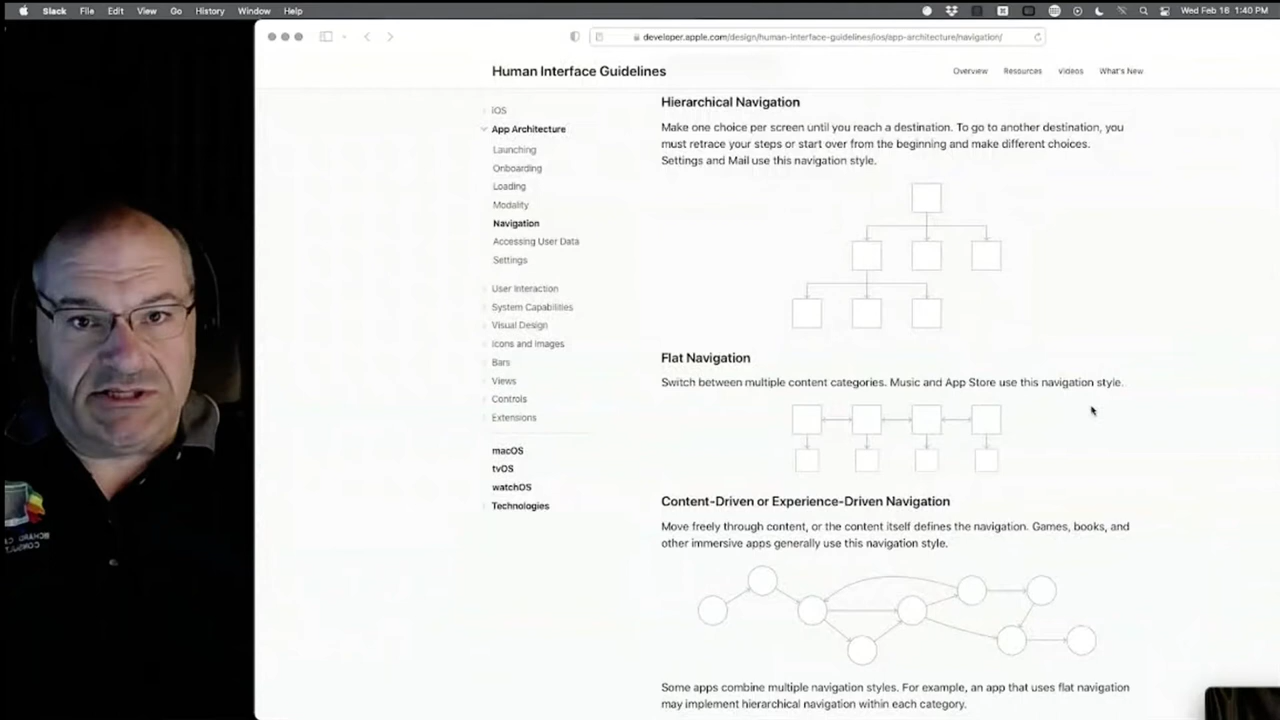 Slack File Edit View Go History Window Help
Wed Feb 16 1:40 PM
developer.apple.com/design/human-interface-guidelines/ios/app-architecture/navigation/
Human Interface Guidelines
Overview Resources Videos What's New
iOS
App Architecture
Launching
Onboarding
Loading
Modality
Navigation
Accessing User Data
Settings
User Interaction
System Capabilities
Visual Design
Icons and Images
Bars
Views
Controls
Extensions
macOS
tvOS
watchOS
Technologies
Hierarchical Navigation
Make one choice per screen until you reach a destination. To go to another destination, you
must retrace your steps or start over from the beginning and make different choices.
Settings and Mail use this navigation style.
Flat Navigation
Switch between multiple content categories. Music and App Store use this navigation style.
Content-Driven or Experience-Driven Navigation
Move freely through content, or the content itself defines the navigation. Games, books, and
other immersive apps generally use this navigation style.
Some apps combine multiple navigation styles. For example, an app that uses flat navigation
may implement hierarchical navigation within each category.